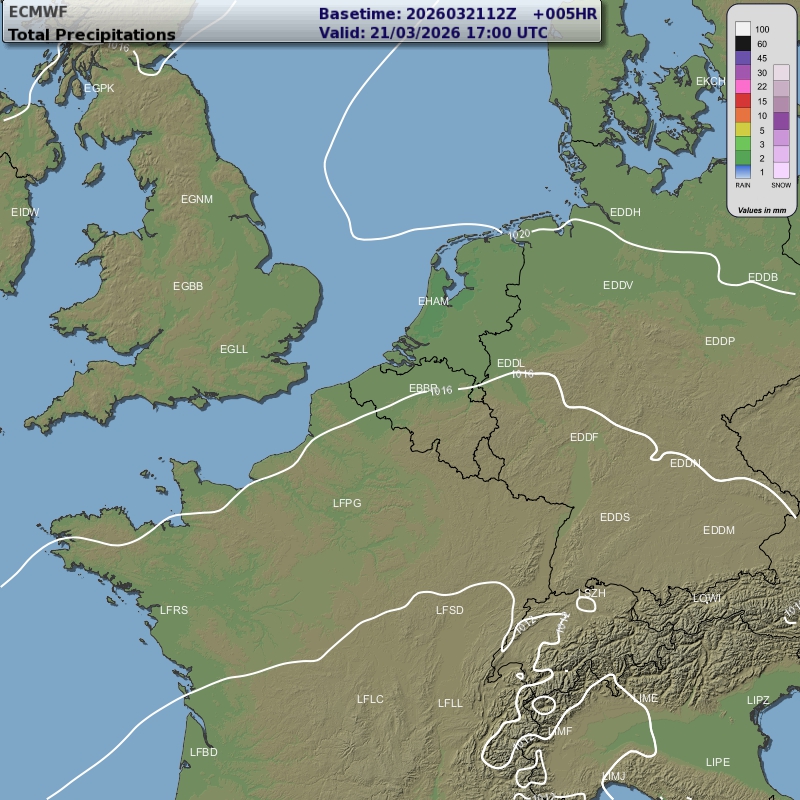 ECMWF
Basetime: 2026032112Z +005HR
Total Precipitations
Valid: 21/03/2026 17:00 UTC
100
60
45
30
22
15
10
5
3
2
1
RAIN SNOW
Values in mm
1016
EGPK
EKCH
EGNM
EIDW
EDDH
1020
EGBB
EDDV
EDDB
EHAM
EDDP
EGLL
EDDL
1016
EBBR
1016
EDDF
EDDN
LFPG
EDDS
EDDM
LSZH
LOWI
LFRS
LFSD
1012
1012
LFLC
LFLL
LIME
LIPZ
LIMF
LFBD
LIPE
LIMJ